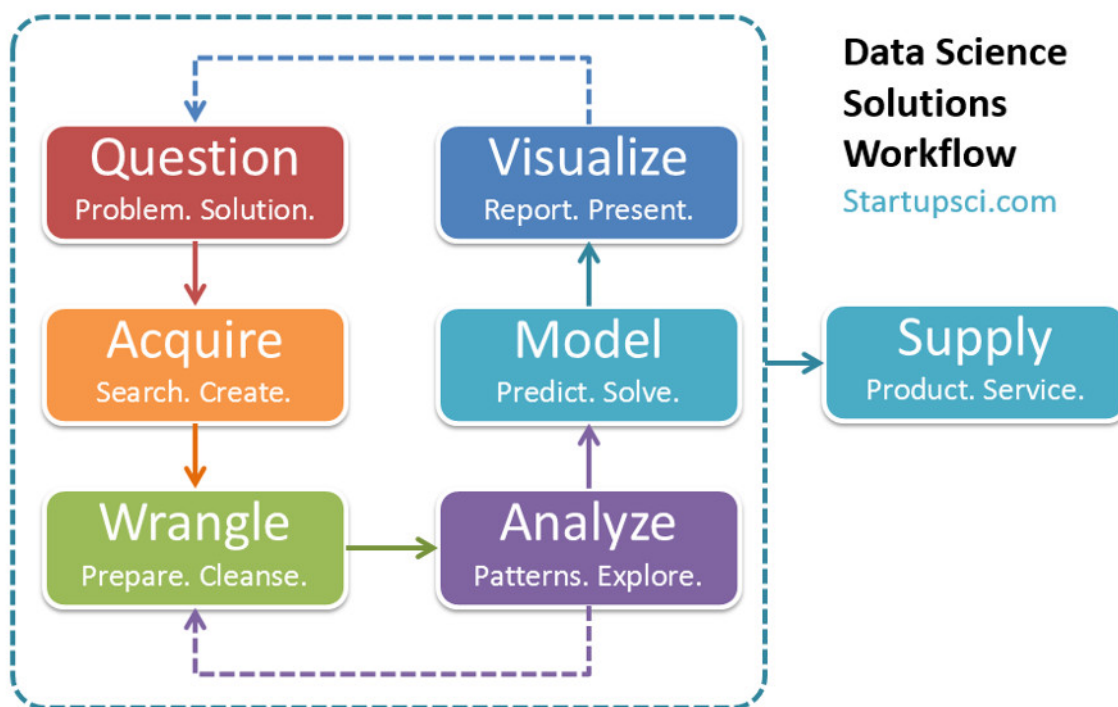 Data Science
Solutions
Workflow
Startupsci.com
Question
Problem. Solution.
Visualize
Report. Present.
Acquire
Search. Create.
Model
Predict. Solve.
Supply
Product. Service.
Wrangle
Prepare. Cleanse.
Analyze
Patterns. Explore.